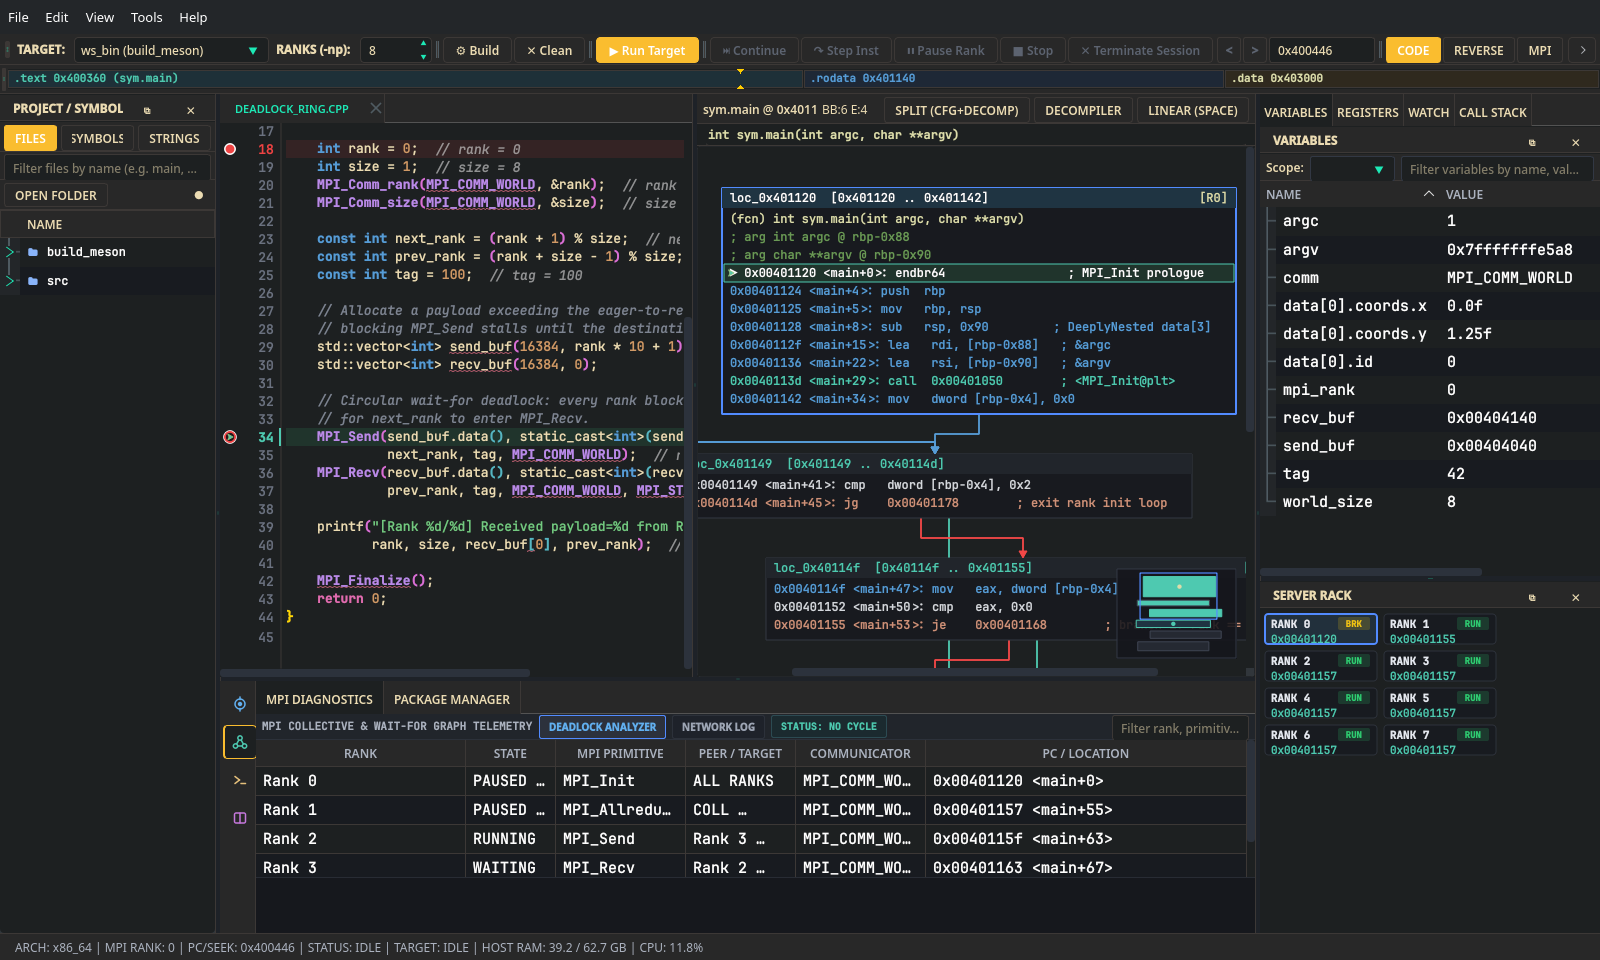 File Edit View Tools Help
TARGET: ws_bin (build_meson) RANKS (-np): 8 Build Clean Run Target Continue Step Inst Pause Rank Stop Terminate Session < > 0x400446 CODE REVERSE MPI
.text 0x400360 (sym.main) .rodata 0x401140 .data 0x403000
PROJECT / SYMBOL
FILES SYMBOLS STRINGS
Filter files by name (e.g. main, ...
OPEN FOLDER
NAME
build_meson
src
DEADLOCK_RING.CPP
17
18 int rank = 0; // rank = 0
19 int size = 1; // size = 8
20 MPI_Comm_rank(MPI_COMM_WORLD, &rank); // rank
21 MPI_Comm_size(MPI_COMM_WORLD, &size); // size
22
23 const int next_rank = (rank + 1) % size; // ne
24 const int prev_rank = (rank + size - 1) % size;
25 const int tag = 100; // tag = 100
26
27 // Allocate a payload exceeding the eager-to-re
28 // blocking MPI_Send stalls until the destinati
29 std::vector<int> send_buf(16384, rank * 10 + 1)
30 std::vector<int> recv_buf(16384, 0);
31
32 // Circular wait-for deadlock: every rank block
33 // for next_rank to enter MPI_Recv.
34 MPI_Send(send_buf.data(), static_cast<int>(send
35 next_rank, tag, MPI_COMM_WORLD); //
36 MPI_Recv(recv_buf.data(), static_cast<int>(recv
37 prev_rank, tag, MPI_COMM_WORLD, MPI_ST
38
39 printf("[Rank %d/%d] Received payload=%d from R
40 rank, size, recv_buf[0], prev_rank); //
41
42 MPI_Finalize();
43 return 0;
44 }
45
sym.main @ 0x4011 BB:6 E:4 SPLIT (CFG+DECOMP) DECOMPILER LINEAR (SPACE)
int sym.main(int argc, char **argv)
loc_0x401120 [0x401120 .. 0x401142] [R0]
(fcn) int sym.main(int argc, char **argv)
; arg int argc @ rbp-0x88
; arg char **argv @ rbp-0x90
0x00401120 <main+0>: endbr64 ; MPI_Init prologue
0x00401124 <main+4>: push rbp
0x00401125 <main+5>: mov rbp, rsp
0x00401128 <main+8>: sub rsp, 0x90 ; DeeplyNested data[3]
0x0040112f <main+15>: lea rdi, [rbp-0x88] ; &argc
0x00401136 <main+22>: lea rsi, [rbp-0x90] ; &argv
0x0040113d <main+29>: call 0x00401050 ; <MPI_Init@plt>
0x00401142 <main+34>: mov dword [rbp-0x4], 0x0
oc_0x401149 [0x401149 .. 0x40114d]
x00401149 <main+41>: cmp dword [rbp-0x4], 0x2
x0040114d <main+45>: jg 0x00401178 ; exit rank init loop
loc_0x40114f [0x40114f .. 0x401155]
0x0040114f <main+47>: mov eax, dword [rbp-0x4]
0x00401152 <main+50>: cmp eax, 0x0
0x00401155 <main+53>: je 0x00401168 ;
VARIABLES REGISTERS WATCH CALL STACK
VARIABLES
Scope: Filter variables by name, val...
NAME VALUE
argc 1
argv 0x7fffffffe5a8
comm MPI_COMM_WORLD
data[0].coords.x 0.0f
data[0].coords.y 1.25f
data[0].id 0
mpi_rank 0
recv_buf 0x00404140
send_buf 0x00404040
tag 42
world_size 8
SERVER RACK
RANK 0 BRK RANK 1 RUN
0x00401120 0x00401155
RANK 2 RUN RANK 3 RUN
0x00401157 0x00401157
RANK 4 RUN RANK 5 RUN
0x00401157 0x00401157
RANK 6 RUN RANK 7 RUN
0x00401157 0x00401157
MPI DIAGNOSTICS PACKAGE MANAGER
MPI COLLECTIVE & WAIT-FOR GRAPH TELEMETRY DEADLOCK ANALYZER NETWORK LOG STATUS: NO CYCLE Filter rank, primitiv...
RANK STATE MPI PRIMITIVE PEER / TARGET COMMUNICATOR PC / LOCATION
Rank 0 PAUSED … MPI_Init ALL RANKS MPI_COMM_WO… 0x00401120 <main+0>
Rank 1 PAUSED … MPI_Allredu… COLL … MPI_COMM_WO… 0x00401157 <main+55>
Rank 2 RUNNING MPI_Send Rank 3 … MPI_COMM_WO… 0x0040115f <main+63>
Rank 3 WAITING MPI_Recv Rank 2 … MPI_COMM_WO… 0x00401163 <main+67>
ARCH: x86_64 | MPI RANK: 0 | PC/SEEK: 0x400446 | STATUS: IDLE | TARGET: IDLE | HOST RAM: 39.2 / 62.7 GB | CPU: 11.8%